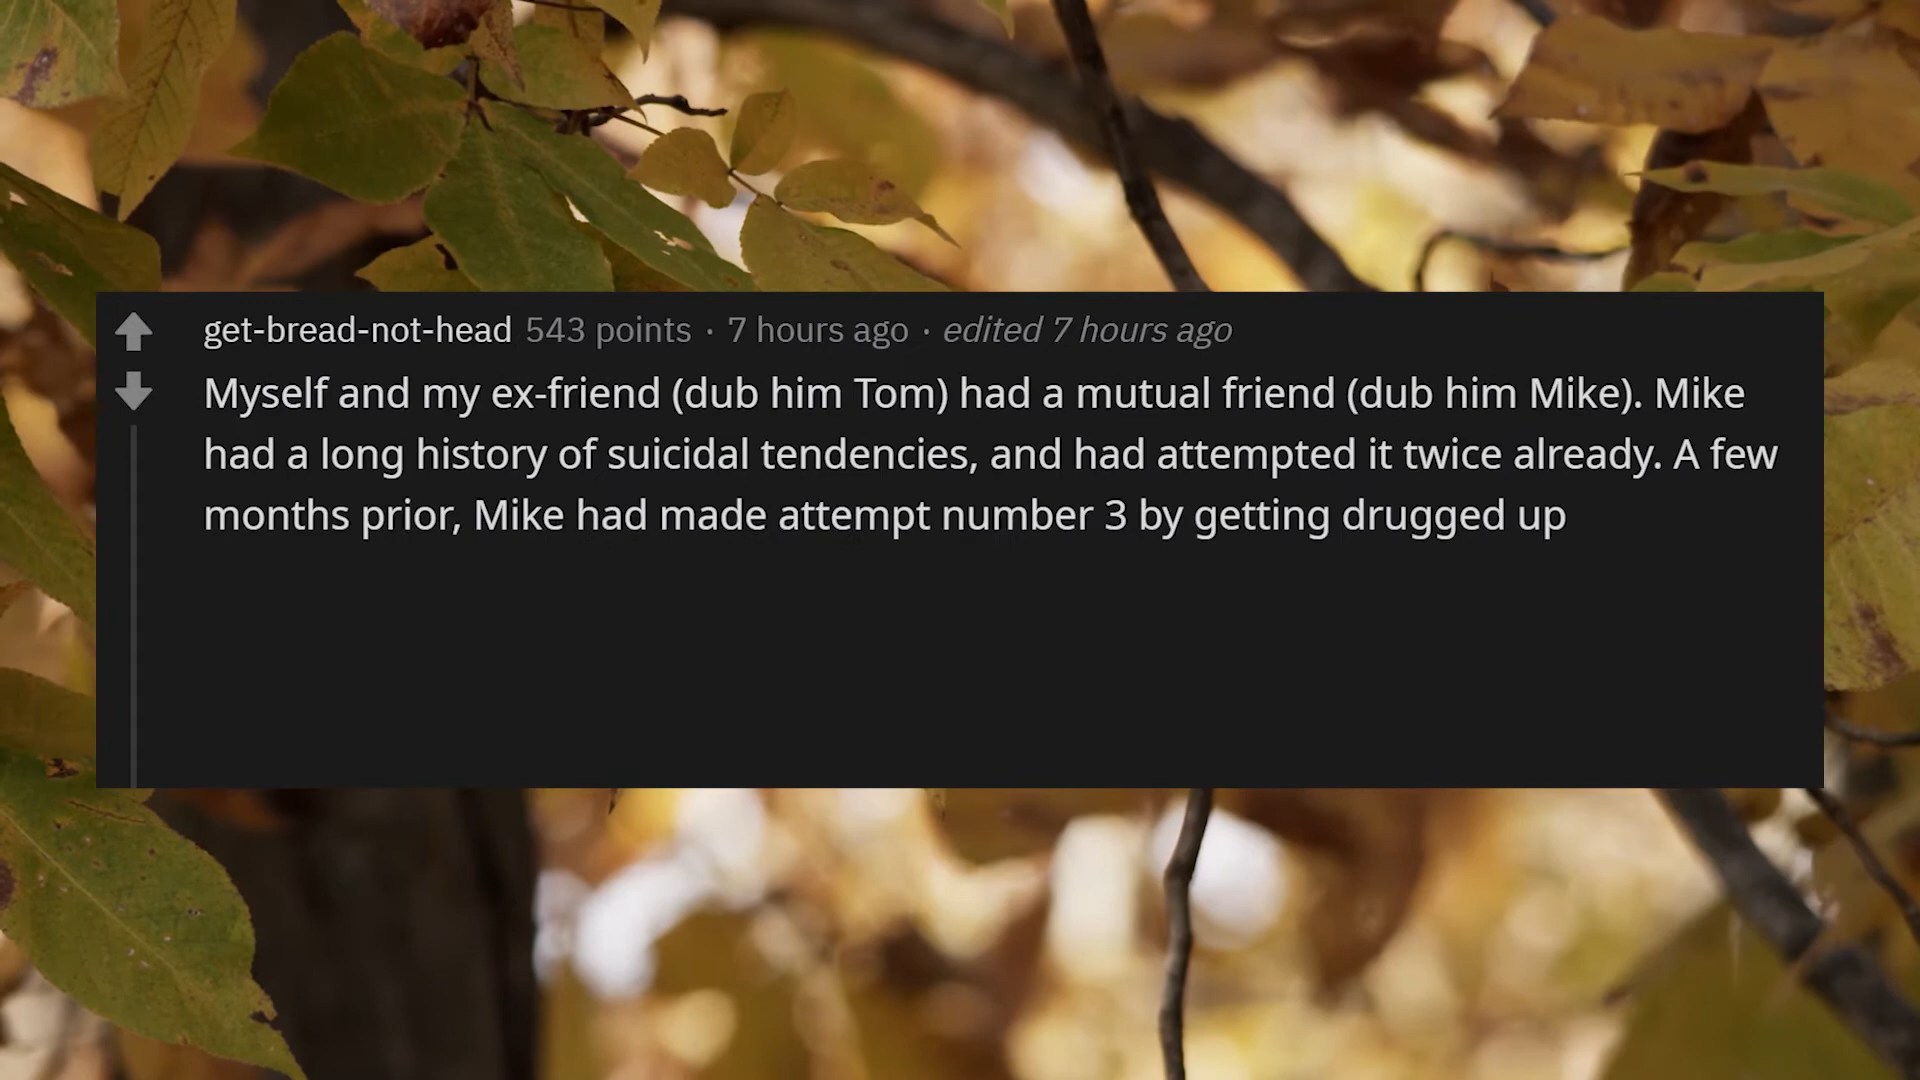 get-bread-not-head 543 points · 7 hours ago · edited 7 hours ago
Myself and my ex-friend (dub him Tom) had a mutual friend (dub him Mike). Mike
had a long history of suicidal tendencies, and had attempted it twice already. A few
months prior, Mike had made attempt number 3 by getting drugged up